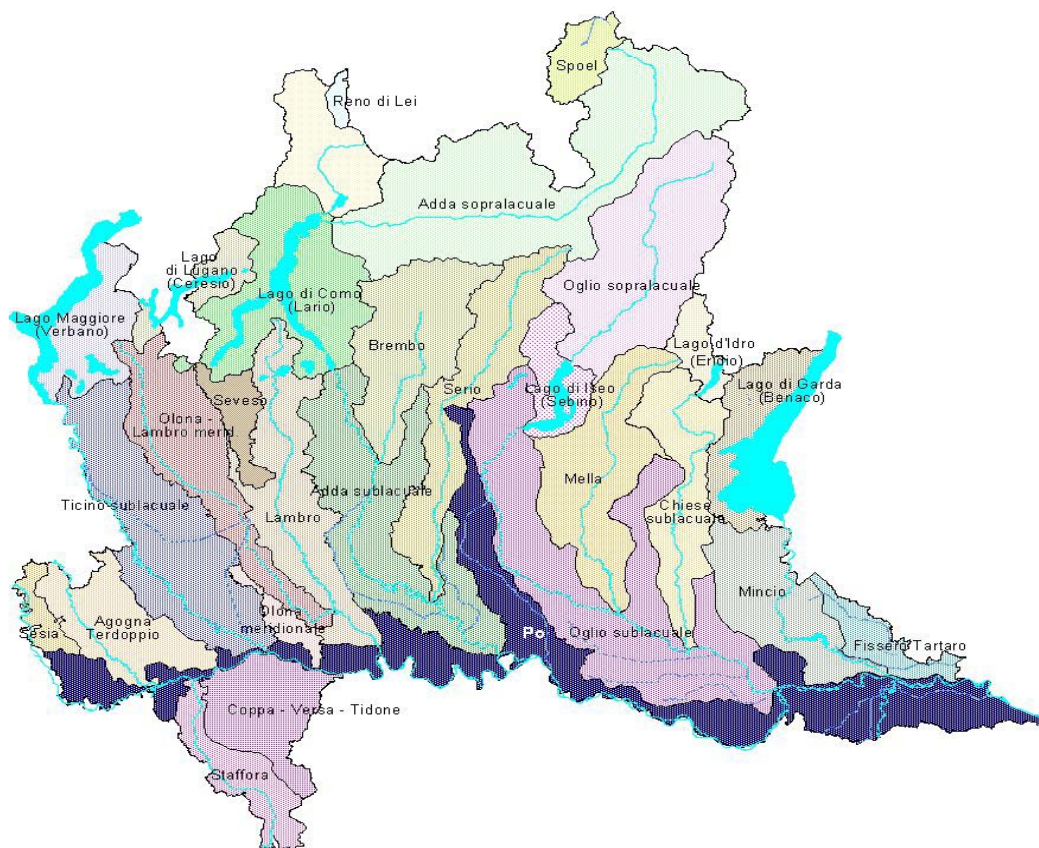 Spoel
Reno di Lei
Adda sopralacuale
Lago
di Lugano
(Ceresio)
Lago di Como
(Lario)
Oglio sopralacuale
Lago Maggiore
(Verbano)
Brembo
Lago d'Idro
(Eridio)
Serio
Lago di Iseo
(Sebino)
Lago di Garda
(Benaco)
Seveso
Olona -
Lambro merid.
Mella
Adda sublacuale
Ticino sublacuale
Lambro
Chiese
sublacuale
Mincio
Agogna
Terdoppio
Sesia
Olona
meridionale
Po
Oglio sublacuale
Fissero Tartaro
Coppa - Versa - Tidone
Staffora